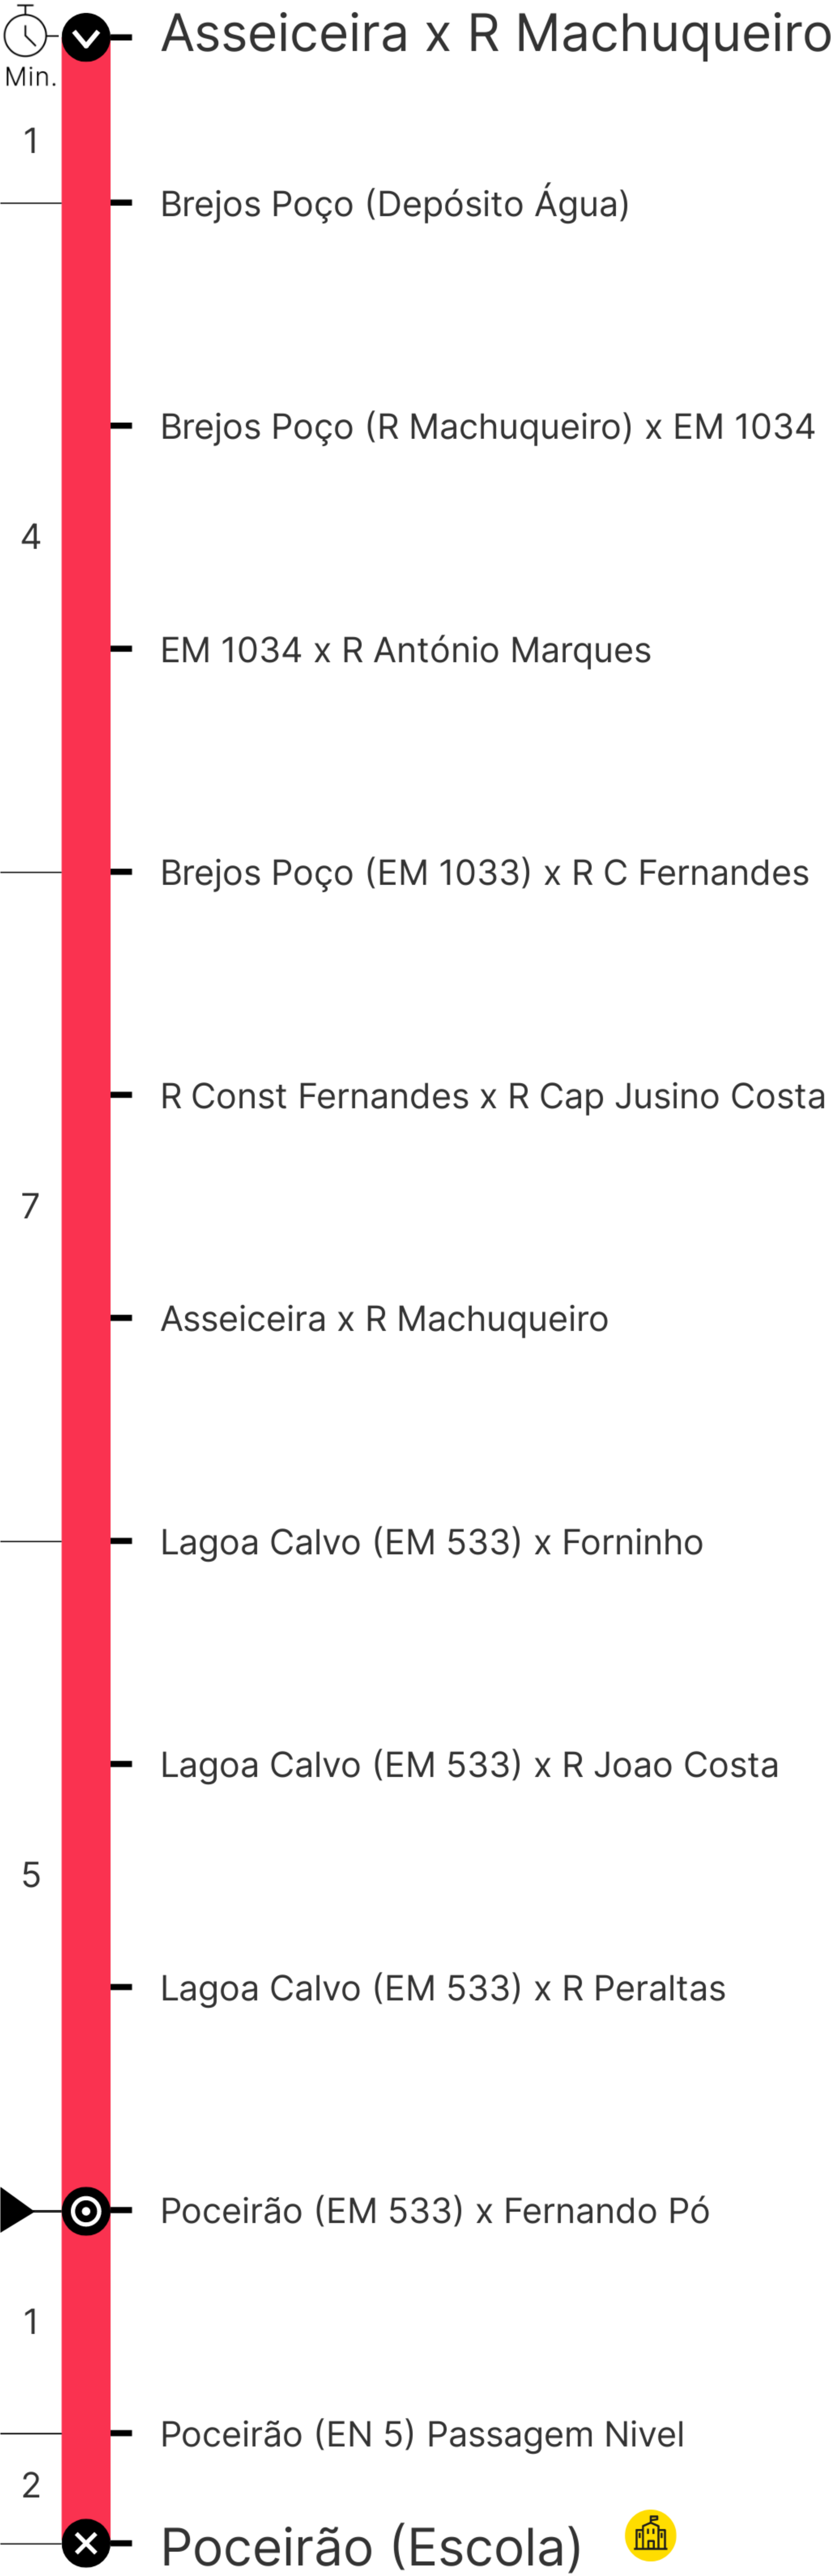 Asseiceira x R Machuqueiro
Min.
1
Brejos Poço (Depósito Água)
Brejos Poço (R Machuqueiro) x EM 1034
4
EM 1034 x R António Marques
Brejos Poço (EM 1033) x R C Fernandes
R Const Fernandes x R Cap Jusino Costa
7
Asseiceira x R Machuqueiro
Lagoa Calvo (EM 533) x Forninho
Lagoa Calvo (EM 533) x R Joao Costa
5
Lagoa Calvo (EM 533) x R Peraltas
Poceirão (EM 533) x Fernando Pó
1
Poceirão (EN 5) Passagem Nivel
2
Poceirão (Escola)